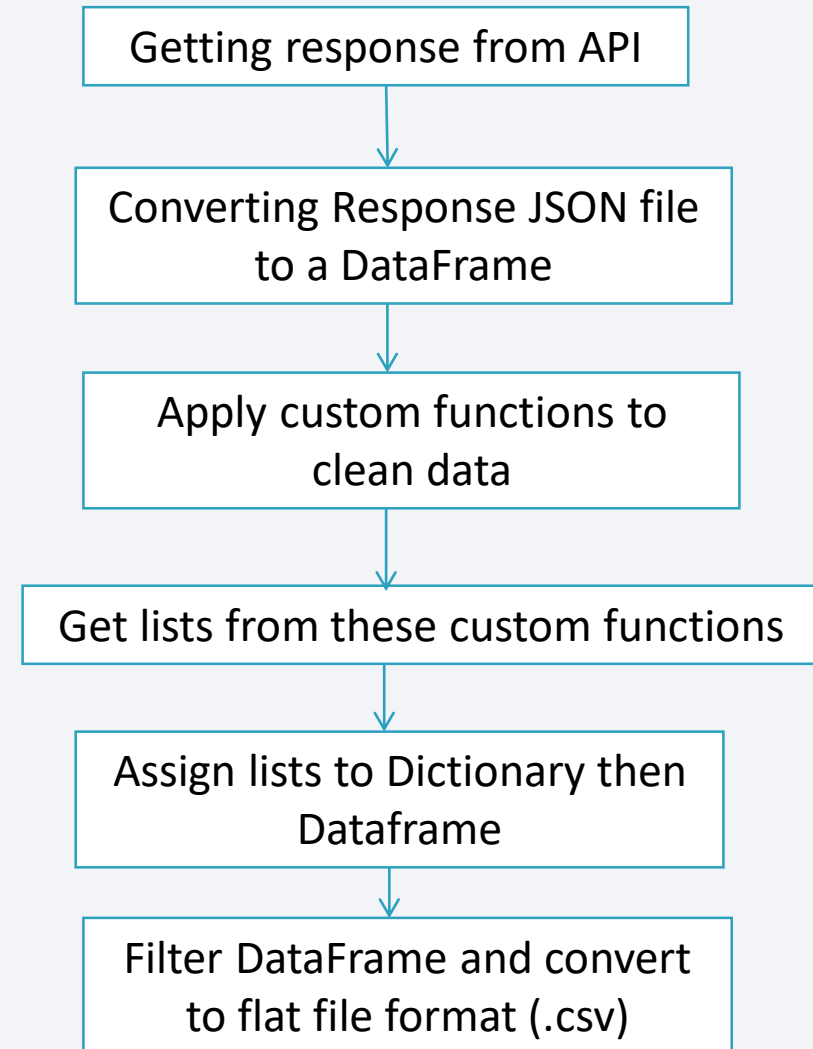 Getting response from API
Converting Response JSON file
to a DataFrame
Apply custom functions to
clean data
Get lists from these custom functions
Assign lists to Dictionary then
Dataframe
Filter DataFrame and convert
to flat file format (.csv)